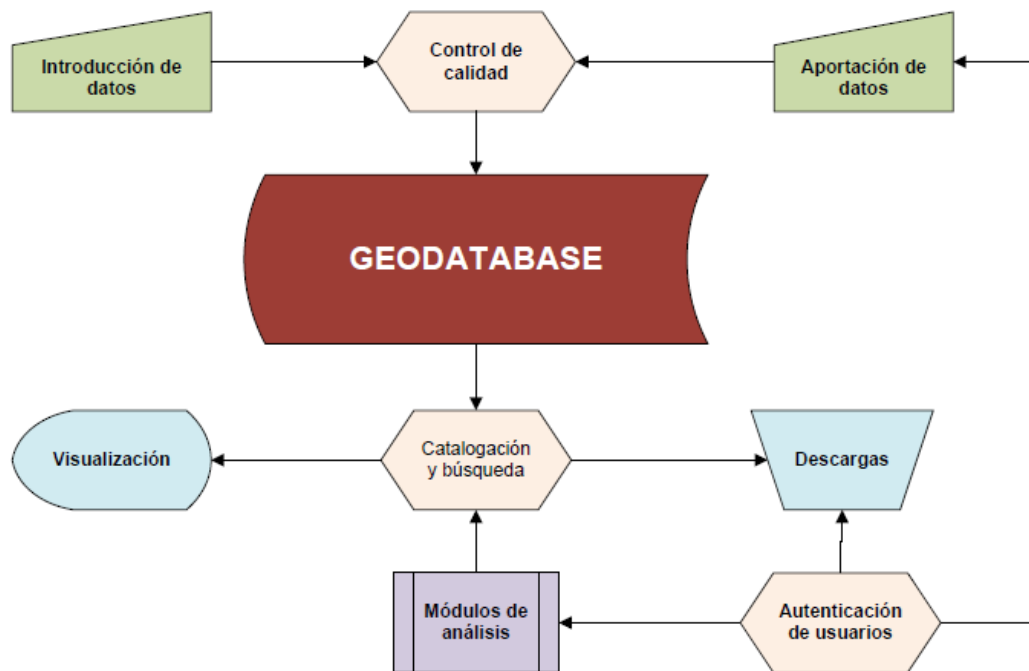 Introducción de
datos
Control de
calidad
Aportación de
datos
GEODATABASE
Visualización
Catalogación
y búsqueda
Descargas
Módulos de
análisis
Autenticación
de usuarios